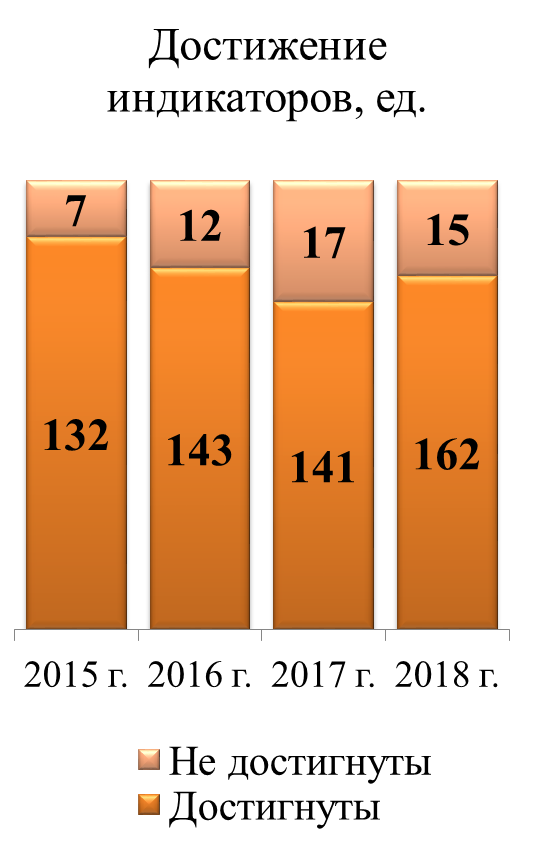 Достижение
индикаторов, ед.
7 12 17 15
132 143 141 162
2015 г. 2016 г. 2017 г. 2018 г.
Не достигнуты
Достигнуты